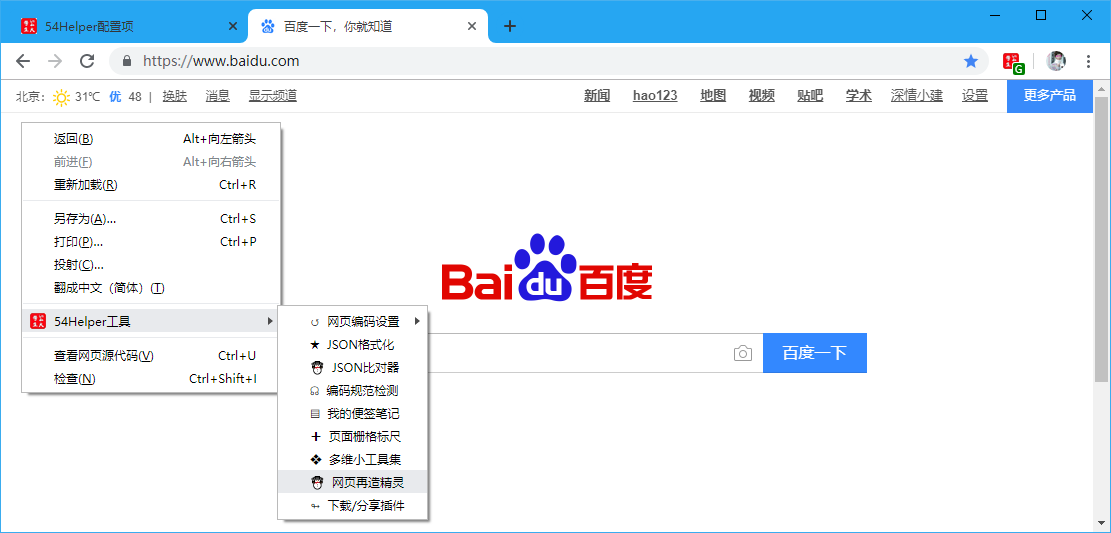 54Helper配置项
百度一下，你就知道
https://www.baidu.com
G
北京: 31℃ 优 48 | 换肤 消息 显示频道
新闻 hao123 地图 视频 贴吧 学术 深情小建 设置 更多产品
返回(B) Alt+向左箭头
前进(F) Alt+向右箭头
重新加载(R) Ctrl+R
另存为(A)... Ctrl+S
打印(P)... Ctrl+P
投射(C)...
翻成中文（简体）(T)
54Helper工具
查看网页源代码(V) Ctrl+U
检查(N) Ctrl+Shift+I
网页编码设置
JSON格式化
JSON比对器
编码规范检测
我的便签笔记
页面栅格标尺
多维小工具集
网页再造精灵
下载/分享插件
Bai du 百度
百度一下